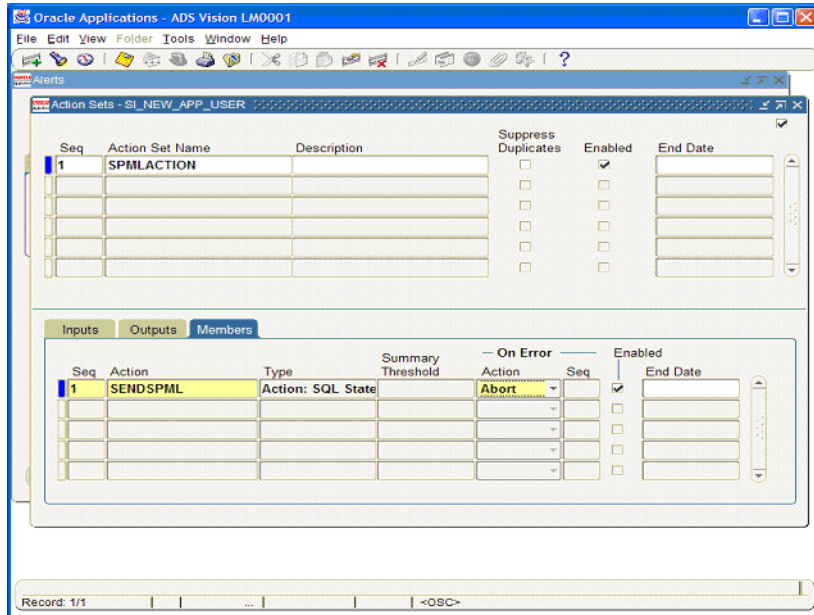 Oracle Applications - ADS Vision LM0001
File Edit View Folder Tools Window Help
Alerts
Action Sets - SI_NEW_APP_USER
Seq Action Set Name Description Suppress Duplicates Enabled End Date
1 SPMLACTION
Inputs Outputs Members
Seq Action Type Summary Threshold On Error Action Seq Enabled End Date
1 SENDSPML Action: SQL State Abort
Record: 1/1 ... <OSC>